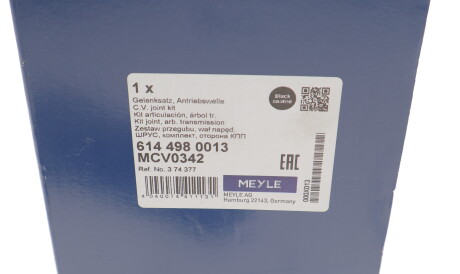 1 x
Gelenksatz, Antriebswelle
C.V. joint kit
Kit articulación, árbol tr.
Kit joint, arb. transmission
Zestaw przegubu, wał napęd.
ШРУС, комплект, сторона КПП
614 498 0013
MCV0342
Ref. No. 3 74 377
Black
EAC
MEYLE
MEYLE AG
Hamburg 22143, Germany